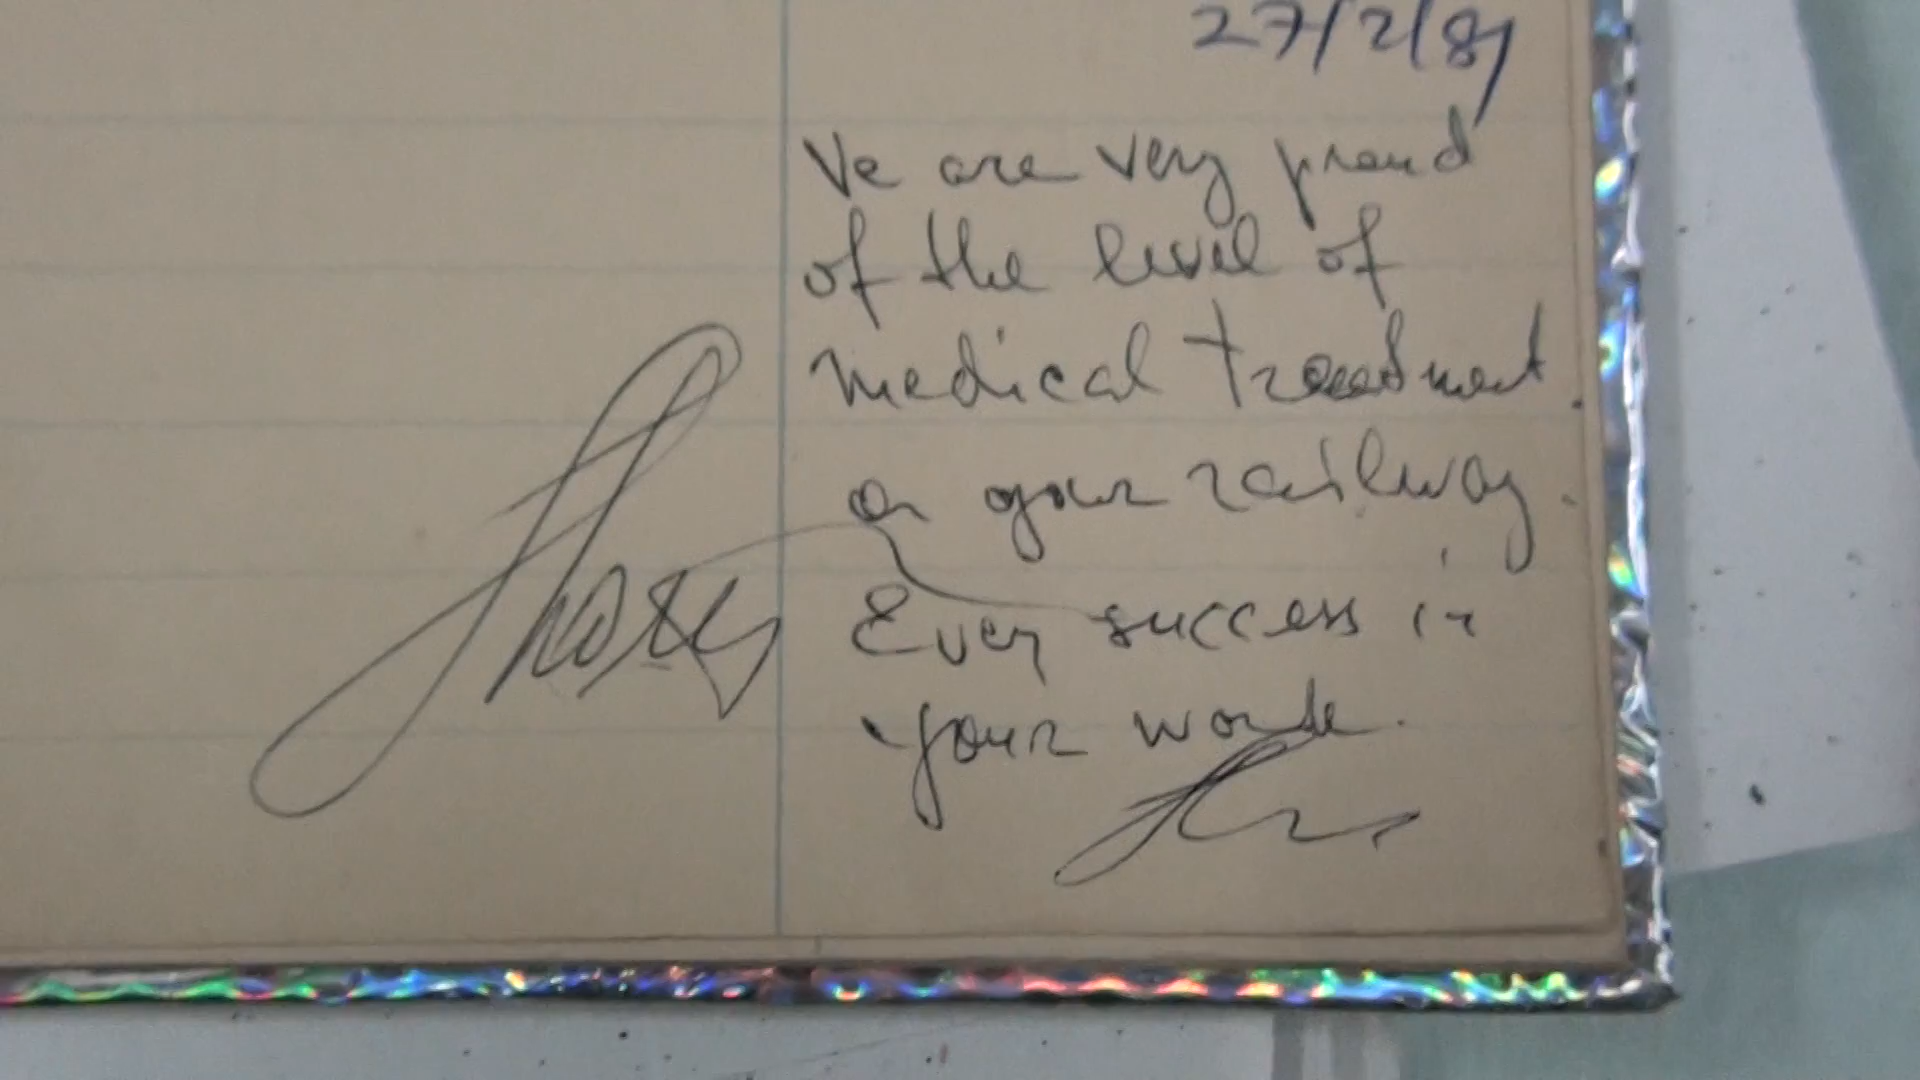 27/2/81
Ve are very proud
of the level of
medical treatment
on your railway.
Every success in
your work.